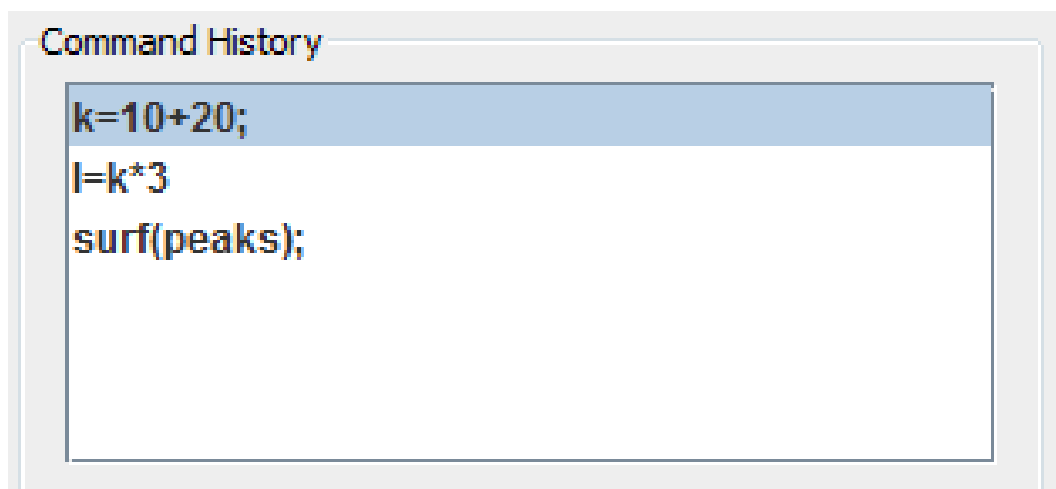 Command History
k=10+20;
l=k*3
surf(peaks);